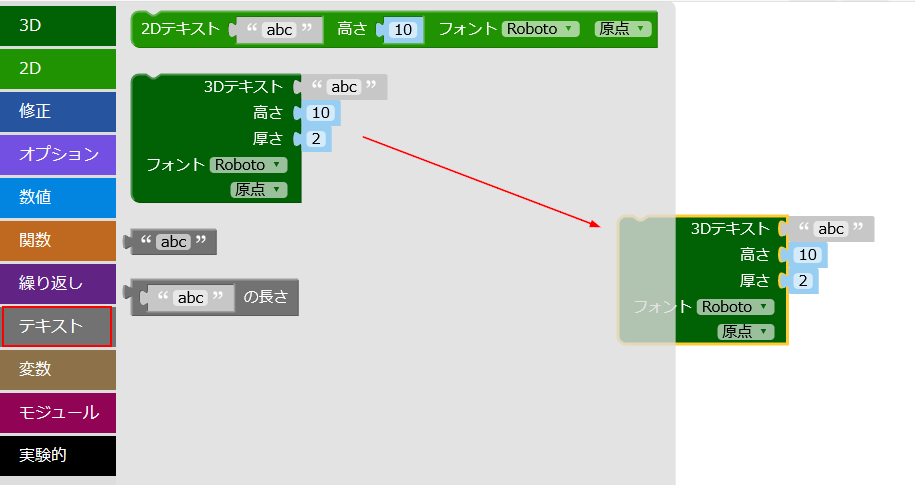 3D
2D
修正
オプション
数値
関数
繰り返し
テキスト
変数
モジュール
実験的
2Dテキスト “ abc ” 高さ 10 フォント Roboto ▼ 原点 ▼
3Dテキスト “ abc ”
高さ 10
厚さ 2
フォント Roboto ▼
原点 ▼
“ abc ”
“ abc ” の長さ
3Dテキスト “ abc ”
高さ 10
厚さ 2
フォント Roboto ▼
原点 ▼